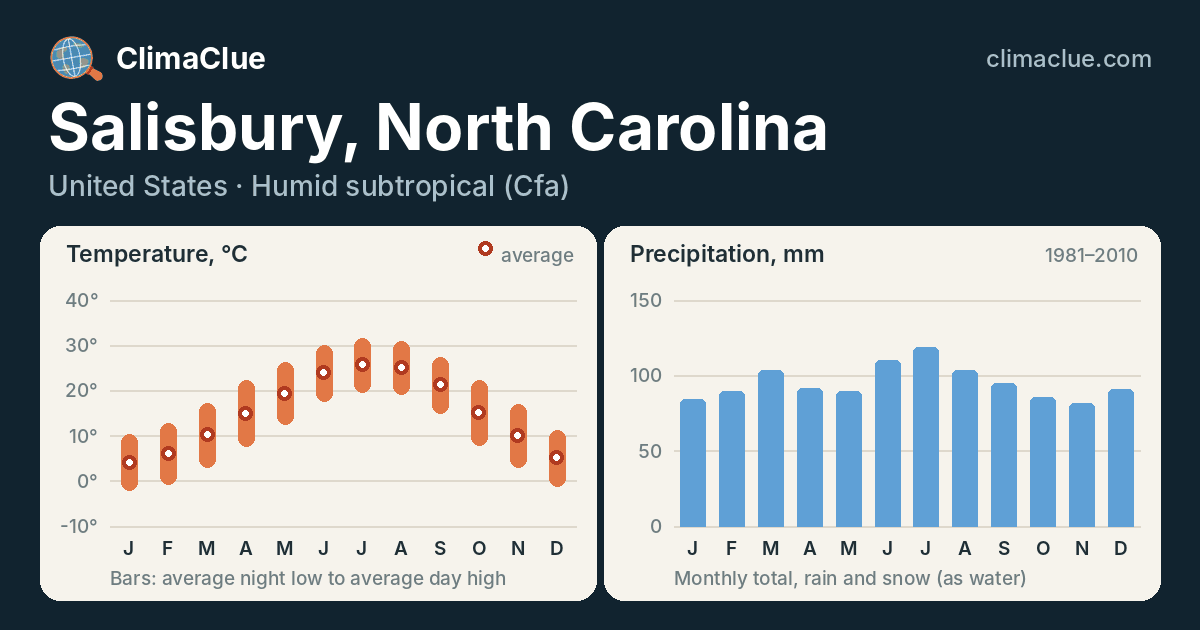 ClimaClue
climaclue.com
Salisbury, North Carolina
United States · Humid subtropical (Cfa)
Temperature, °C
average
40°
30°
20°
10°
0°
-10°
J F M A M J J A S O N D
Bars: average night low to average day high
Precipitation, mm
1981–2010
150
100
50
0
J F M A M J J A S O N D
Monthly total, rain and snow (as water)